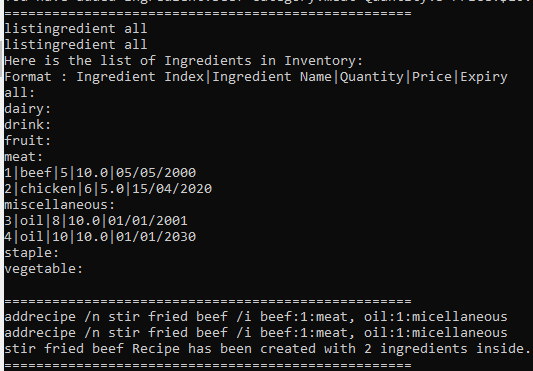 ====================================================
listingredient all
listingredient all
Here is the list of Ingredients in Inventory:
Format : Ingredient Index|Ingredient Name|Quantity|Price|Expiry
all:
dairy:
drink:
fruit:
meat:
1|beef|5|10.0|05/05/2000
2|chicken|6|5.0|15/04/2020
miscellaneous:
3|oil|8|10.0|01/01/2001
4|oil|10|10.0|01/01/2030
staple:
vegetable:
====================================================
addrecipe /n stir fried beef /i beef:1:meat, oil:1:micellaneous
addrecipe /n stir fried beef /i beef:1:meat, oil:1:micellaneous
stir fried beef Recipe has been created with 2 ingredients inside.
====================================================